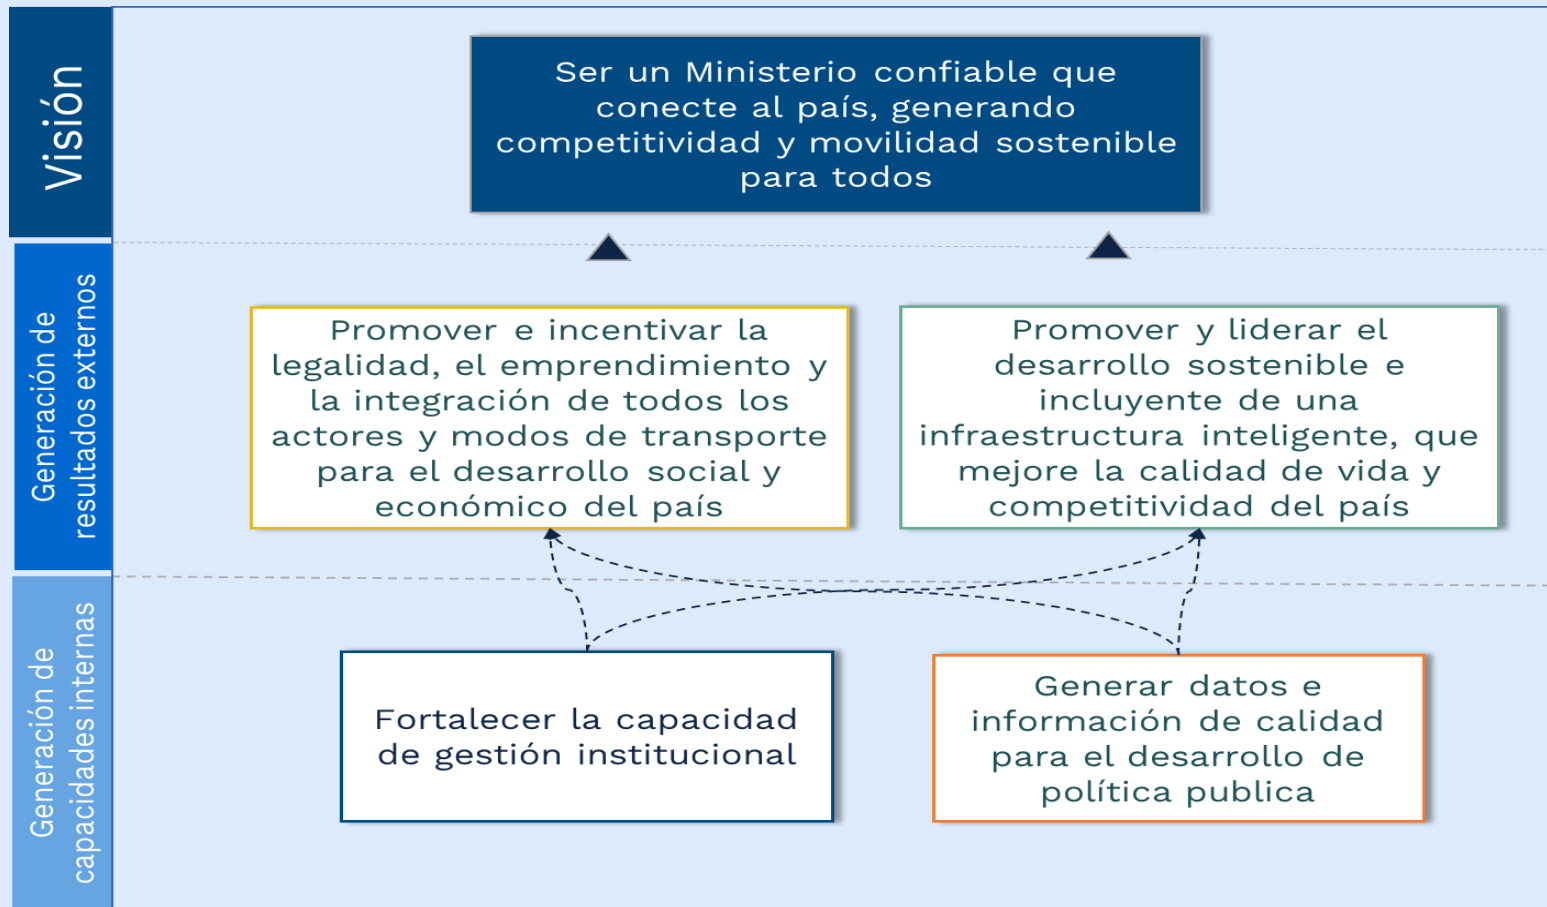 Visión
Ser un Ministerio confiable que
conecte al país, generando
competitividad y movilidad sostenible
para todos
Generación de
resultados externos
Promover e incentivar la
legalidad, el emprendimiento y
la integración de todos los
actores y modos de transporte
para el desarrollo social y
económico del país
Promover y liderar el
desarrollo sostenible e
incluyente de una
infraestructura inteligente, que
mejore la calidad de vida y
competitividad del país
Generación de
capacidades internas
Fortalecer la capacidad
de gestión institucional
Generar datos e
información de calidad
para el desarrollo de
política publica